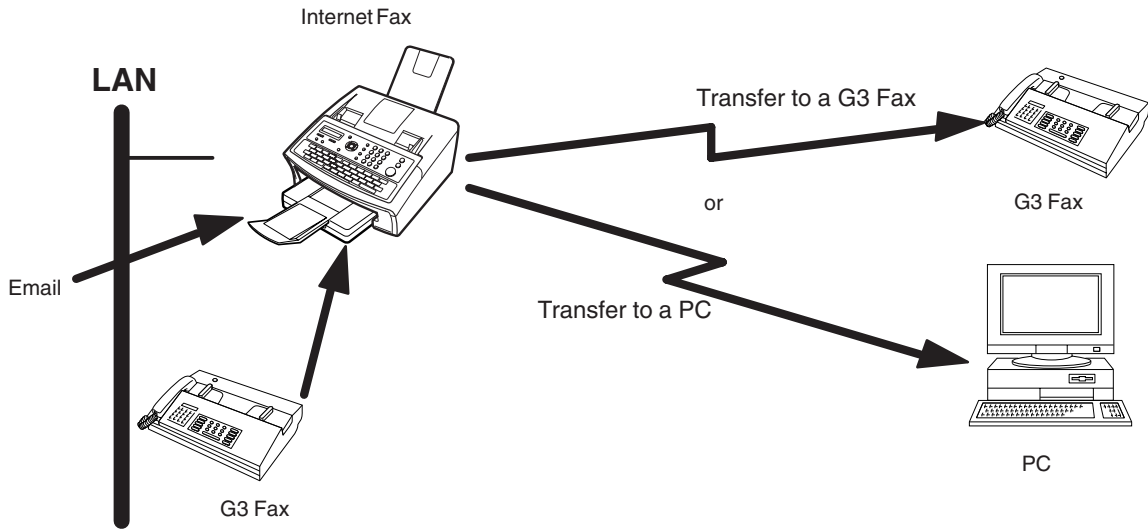 Internet Fax
LAN
Transfer to a G3 Fax
or
G3 Fax
Email
Transfer to a PC
PC
G3 Fax